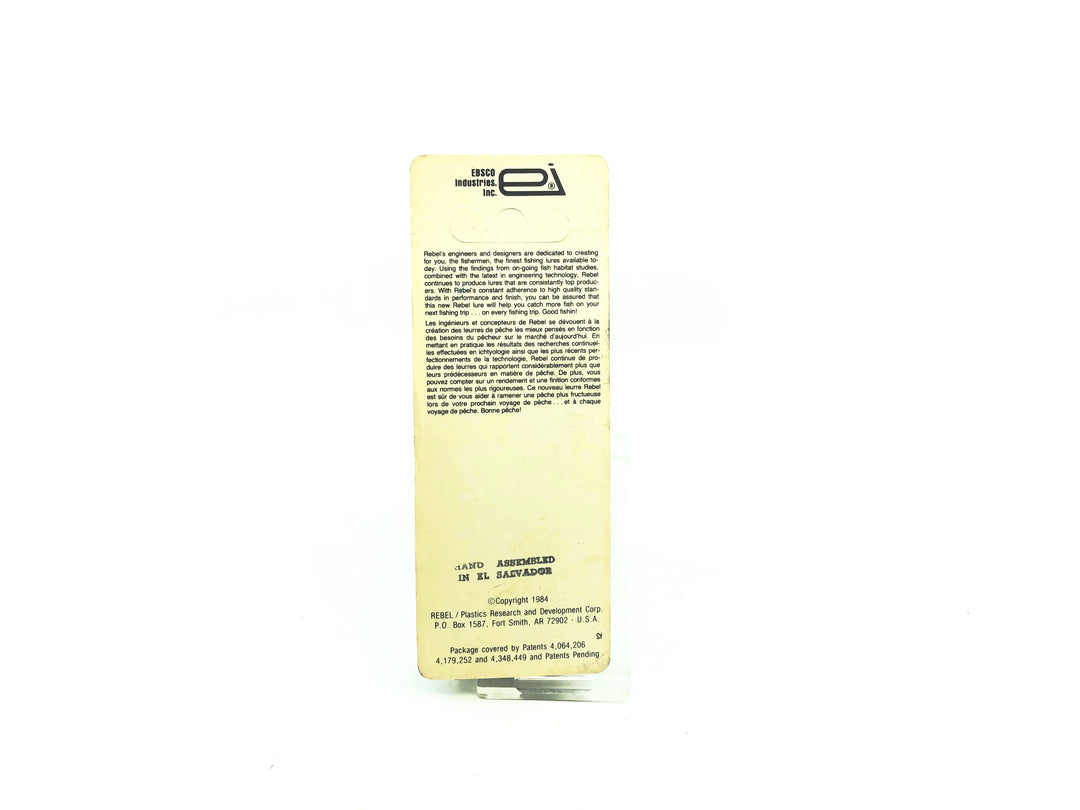 EBSCO
Industries,
Inc.
ei®
Rebel's engineers and designers are dedicated to creating
for you, the fishermen, the finest fishing lures available to-
day. Using the findings from on-going fish habitat studies,
combined with the latest in engineering technology, Rebel
continues to produce lures that are consistantly top produc-
ers. With Rebel's constant adherence to high quality stan-
dards in performance and finish, you can be assured that
this new Rebel lure will help you catch more fish on your
next fishing trip . . . on every fishing trip. Good fishin!
Les ingénieurs et concepteurs de Rebel se dévouent à la
création des leurres de pêche les mieux pensés en fonction
des besoins du pêcheur sur le marché d'aujourd'hui. En
mettant en pratique les résultats des recherches continuel-
les effectuées en ichtyologie ainsi que les plus récents per-
fectionnements de la technologie, Rebel continue de pro-
duire des leurres qui rapportent considérablement plus que
leurs prédécesseurs en matière de pêche. De plus, vous
pouvez compter sur un rendement et une finition conformes
aux normes les plus rigoureuses. Ce nouveau leurre Rebel
est sûr de vous aider à ramener une pêche plus fructueuse
lors de votre prochain voyage de pêche . . . et à chaque
voyage de pêche. Bonne pêche!
HAND ASSEMBLED
IN EL SALVADOR
©Copyright 1984
REBEL / Plastics Research and Development Corp.
P.O. Box 1587, Fort Smith, AR 72902 - U.S.A.
Package covered by Patents 4,064,206
4,179,252 and 4,348,449 and Patents Pending